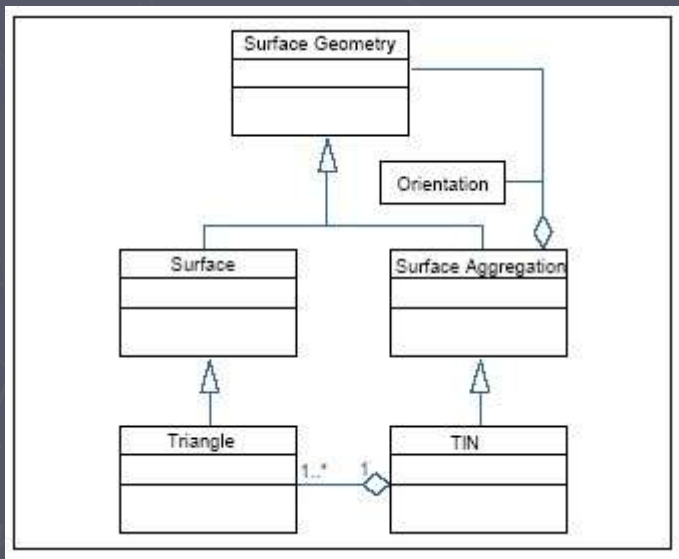 Surface Geometry
Orientation
Surface
Surface Aggregation
Triangle
TIN
1..*
1